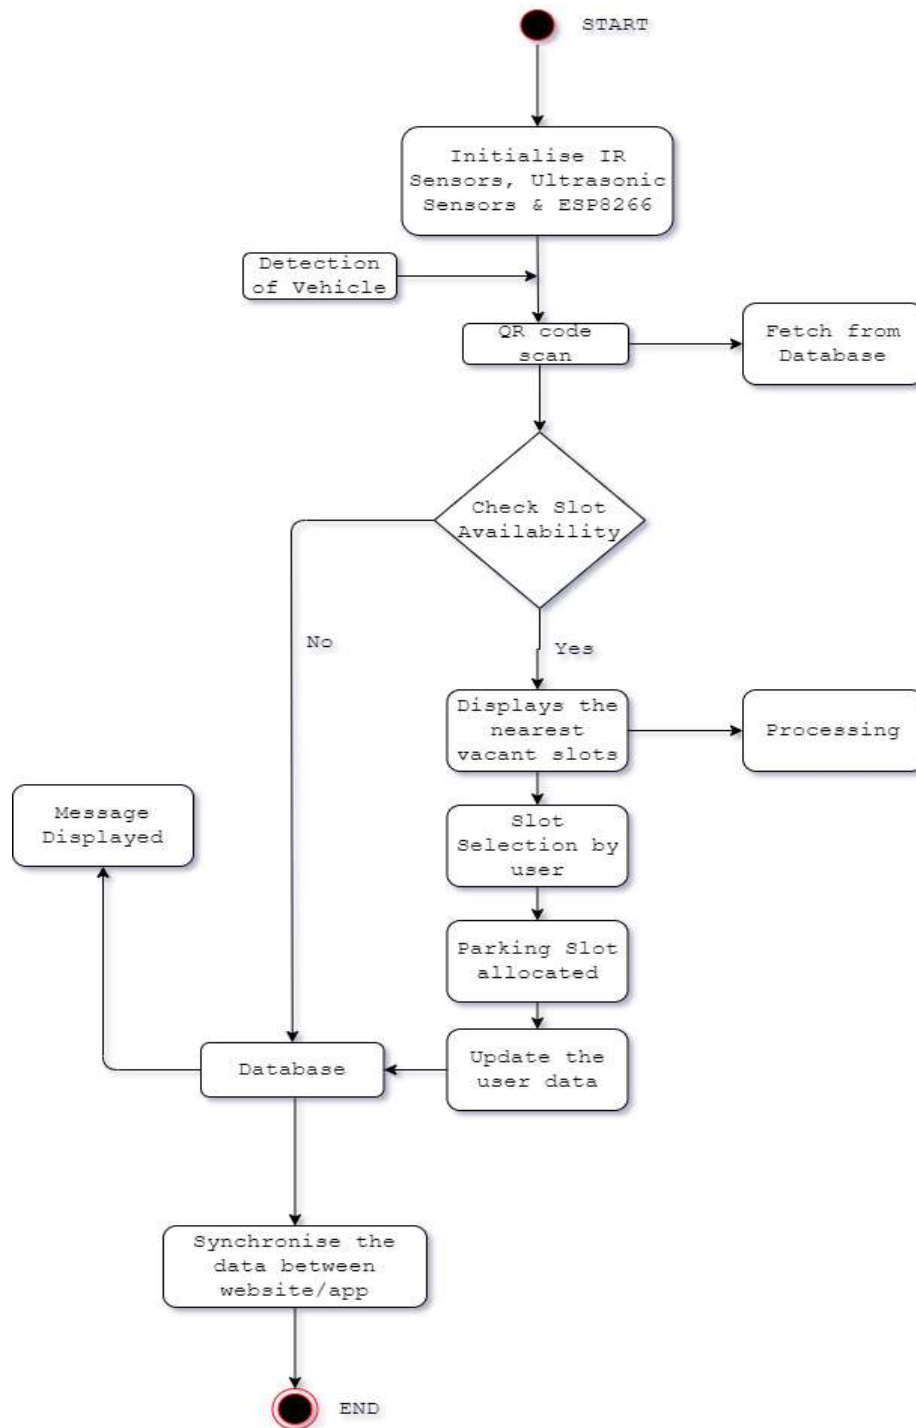 START
Initialise IR
Sensors, Ultrasonic
Sensors & ESP8266
Detection
of Vehicle
QR code
scan
Fetch from
Database
Check Slot
Availability
No
Yes
Displays the
nearest
vacant slots
Processing
Message
Displayed
Slot
Selection by
user
Parking Slot
allocated
Update the
user data
Database
Synchronise the
data between
website/app
END